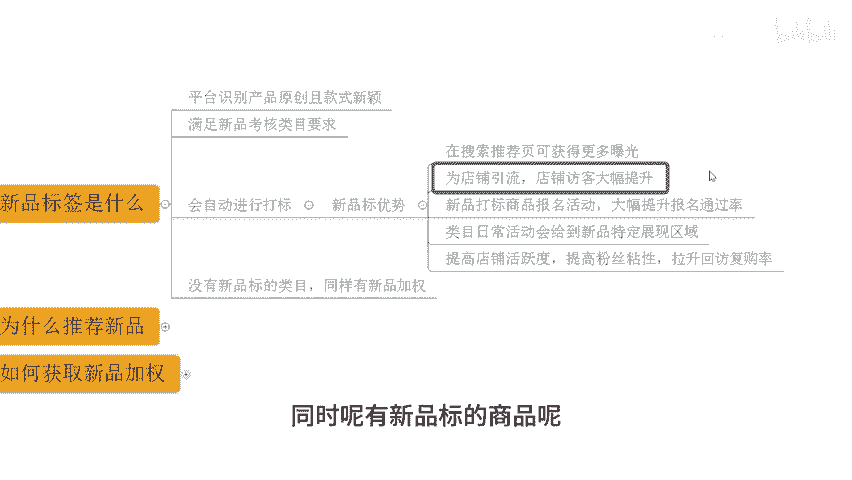 平台识别产品原创且款式新颖
满足新品考核类目要求
新品标签是什么
会自动进行打标
新品标优势
在搜索推荐页可获得更多曝光
为店铺引流，店铺访客大幅提升
新品打标商品报名活动，大幅提升报名通过率
类目日常活动会给到新品特定展现区域
提高店铺活跃度，提高粉丝粘性，拉升回访复购率
没有新品标的类目，同样有新品加权
为什么推荐新品
如何获取新品加权
同时呢有新品标的商品呢